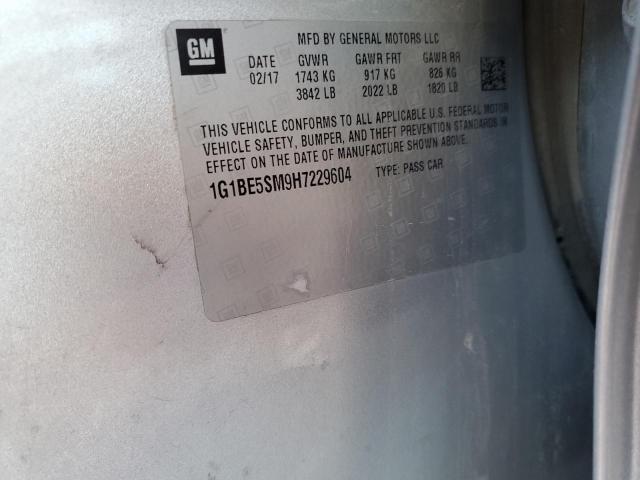 GM
MFD BY GENERAL MOTORS LLC
DATE GVWR GAWR FRT GAWR RR
02/17 1743 KG 917 KG 826 KG
3842 LB 2022 LB 1820 LB
THIS VEHICLE CONFORMS TO ALL APPLICABLE U.S. FEDERAL MOTOR
VEHICLE SAFETY, BUMPER, AND THEFT PREVENTION STANDARDS IN
EFFECT ON THE DATE OF MANUFACTURE SHOWN ABOVE.
1G1BE5SM9H7229604 TYPE: PASS CAR